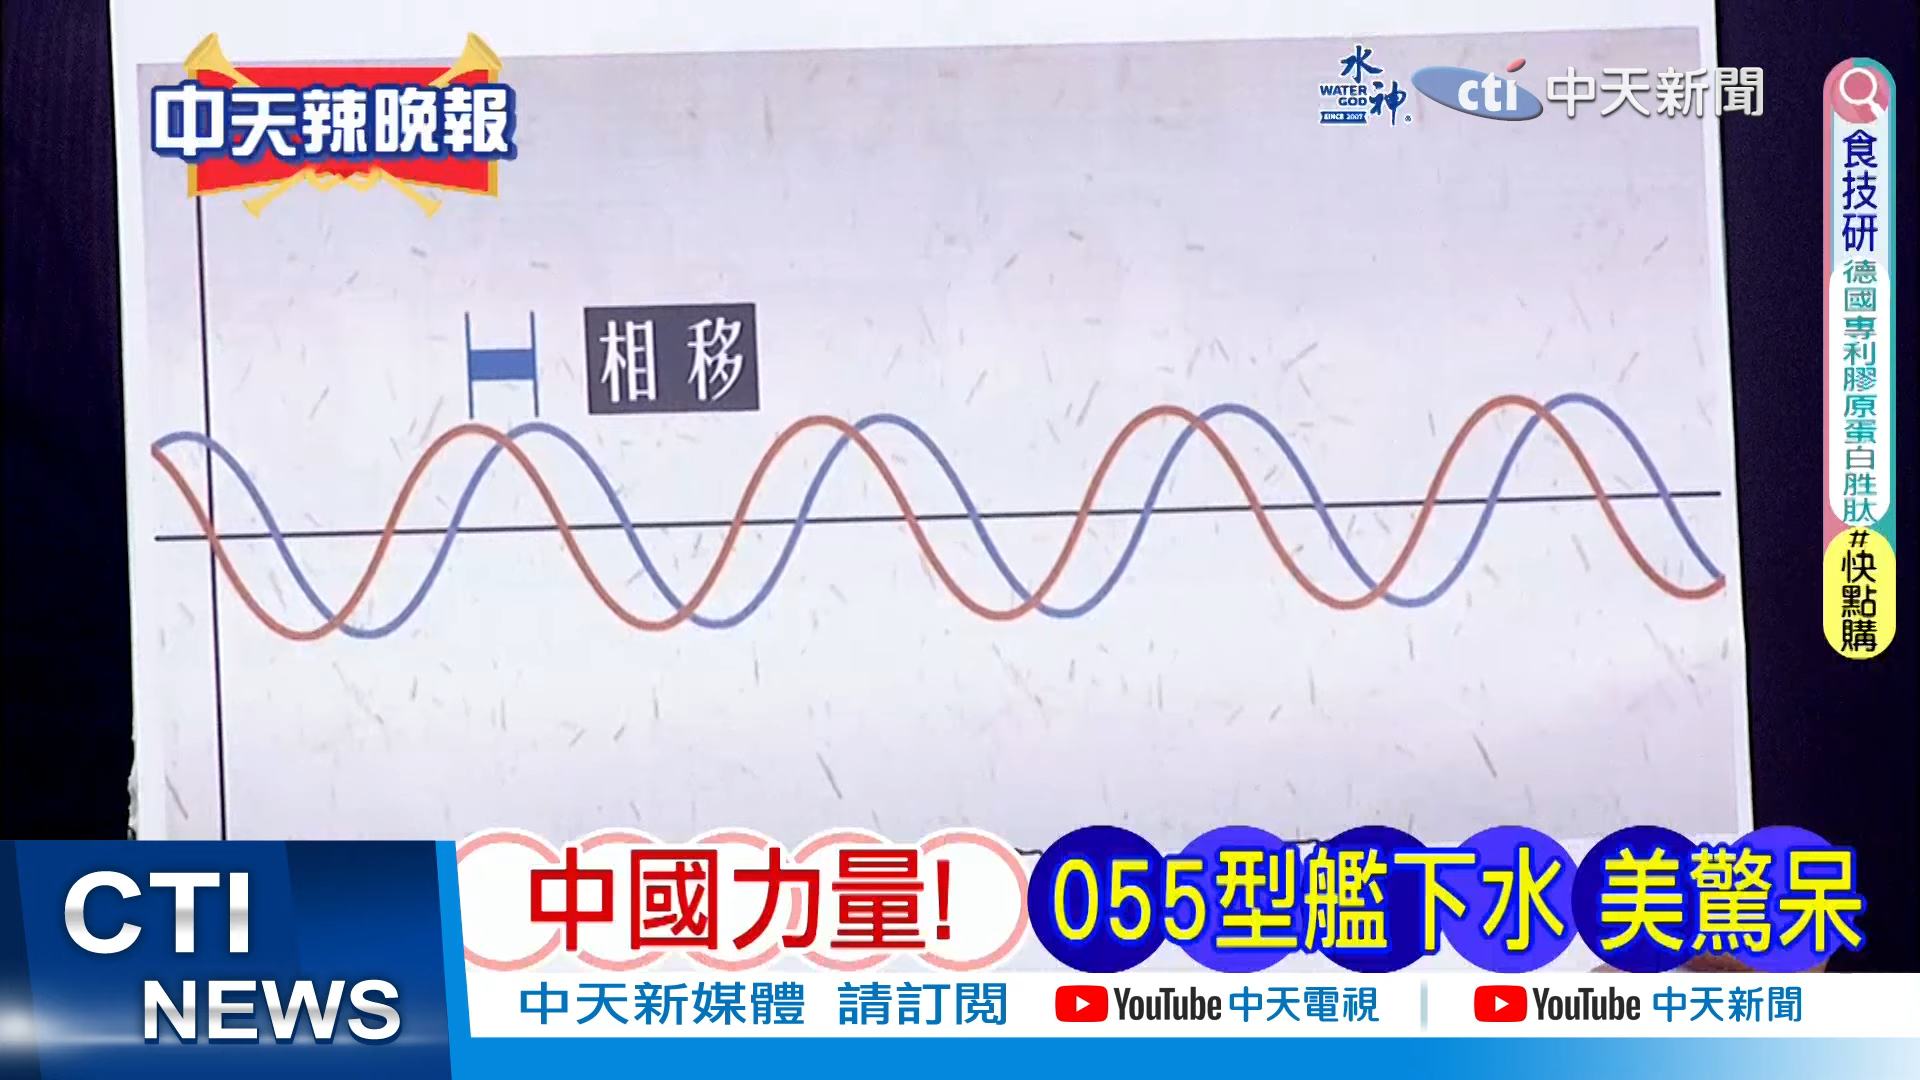 中天辣晚報
水神
WATER GOD
SINCE 2007
cti 中天新聞
食技研
德國專利膠原蛋白胜肽
#快點購
相移
CTI NEWS
中國力量! 055型艦下水 美驚呆
中天新媒體 請訂閱 YouTube 中天電視 YouTube 中天新聞